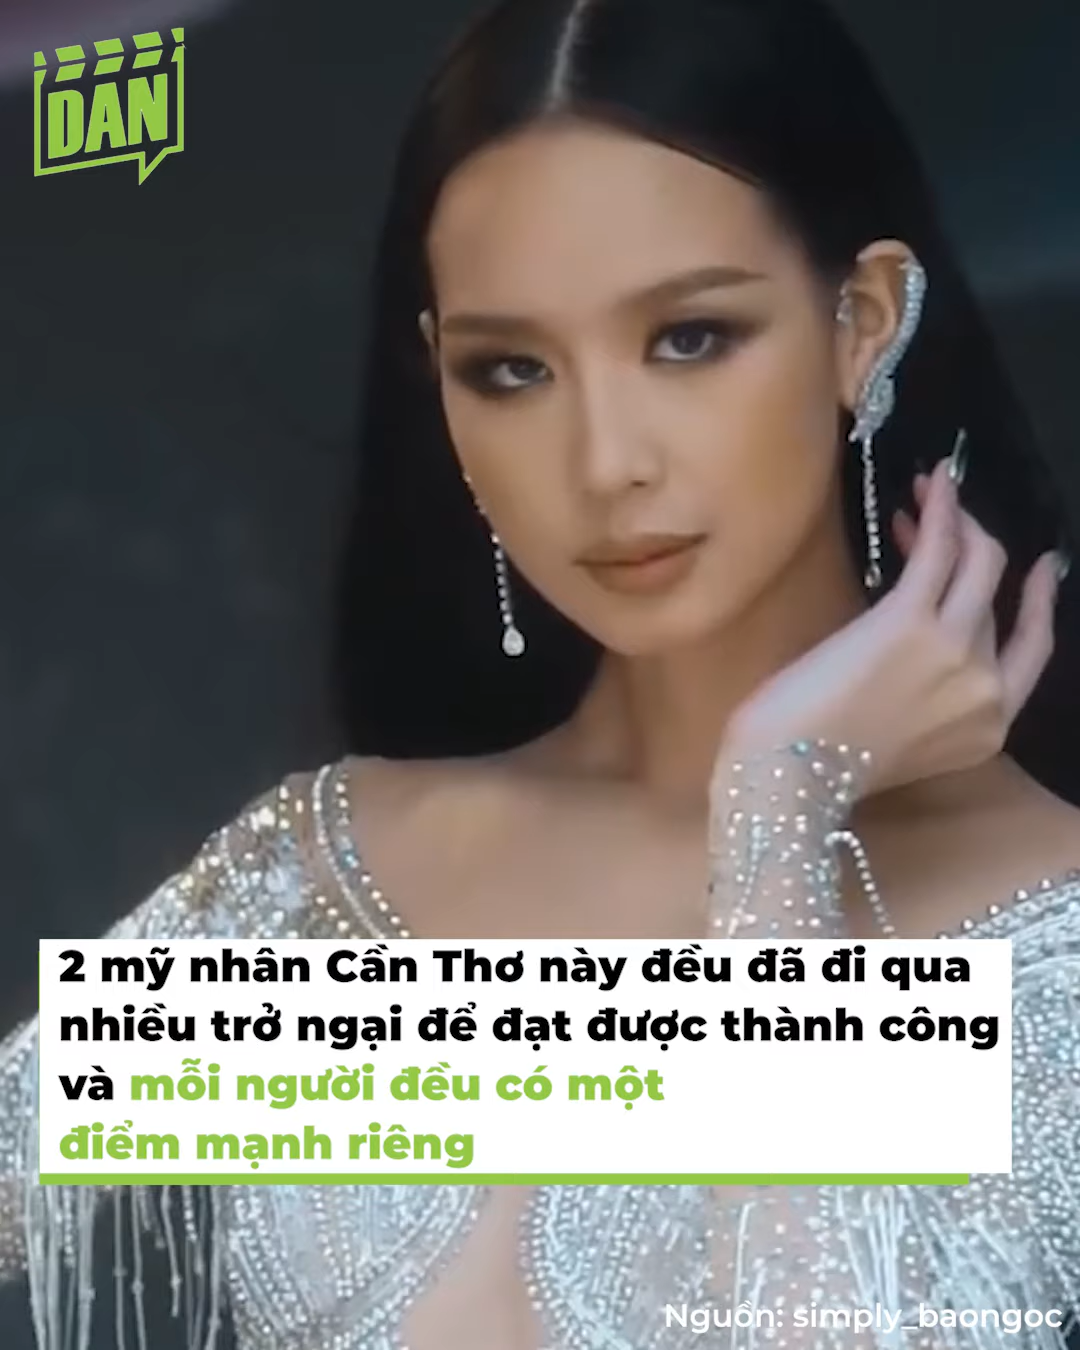 DAN
2 mỹ nhân Cần Thơ này đều đã đi qua
nhiều trở ngại để đạt được thành công
và mỗi người đều có một
điểm mạnh riêng
Nguồn: simply_baongoc